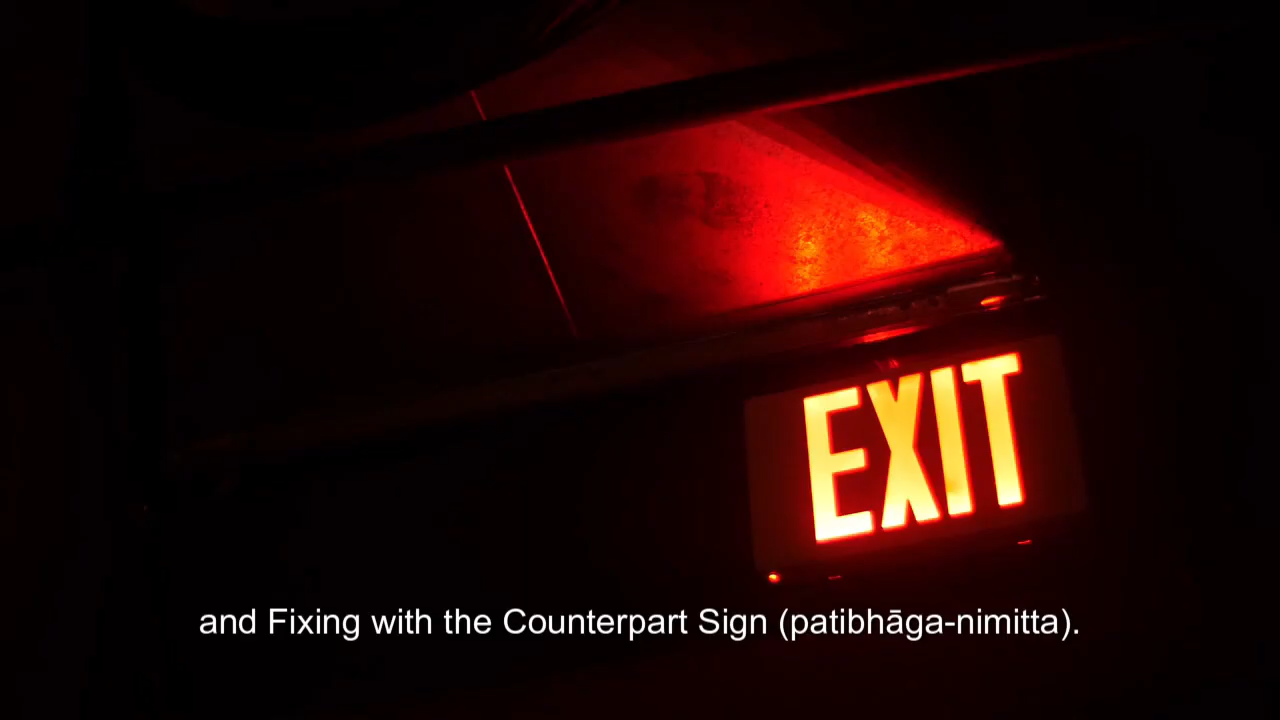 EXIT
and Fixing with the Counterpart Sign (patibhāga-nimitta).